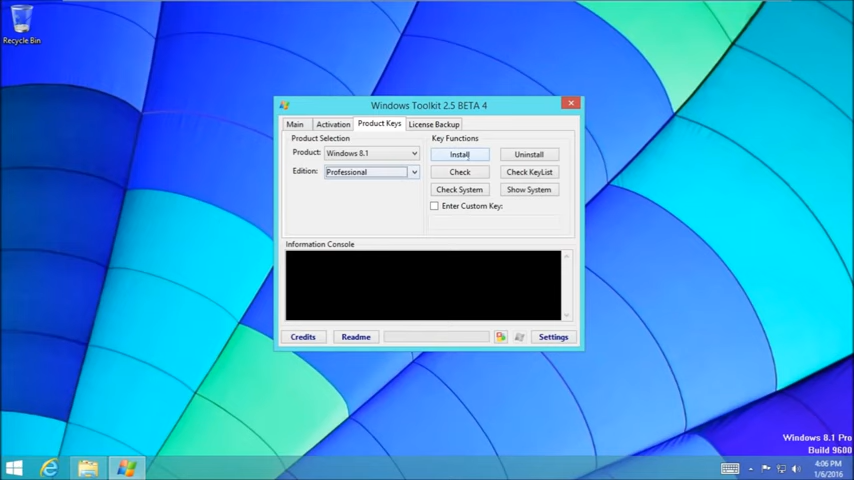 Recycle Bin
Windows Toolkit 2.5 BETA 4
Main Activation Product Keys License Backup
Product Selection
Product: Windows 8.1
Edition: Professional
Key Functions
Install Uninstall
Check Check KeyList
Check System Show System
Enter Custom Key:
Information Console
Credits Readme Settings
Windows 8.1 Pro
Build 9600
4:06 PM
1/6/2016